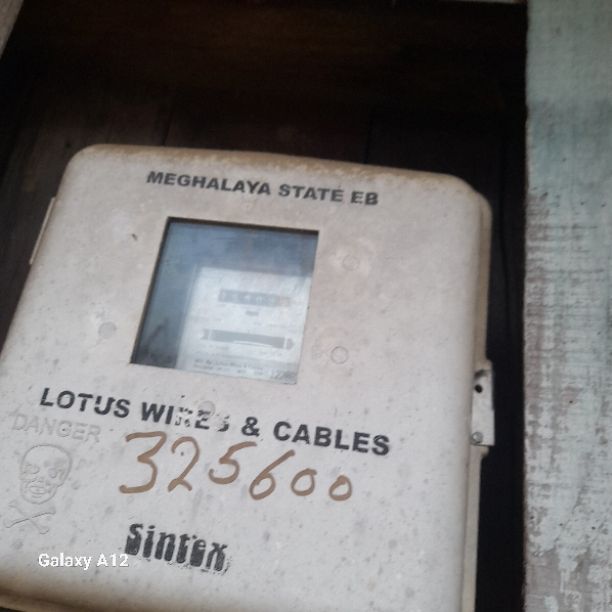 MEGHALAYA STATE EB
LOTUS WIRES & CABLES
DANGER
325600
Sintex
Galaxy A12